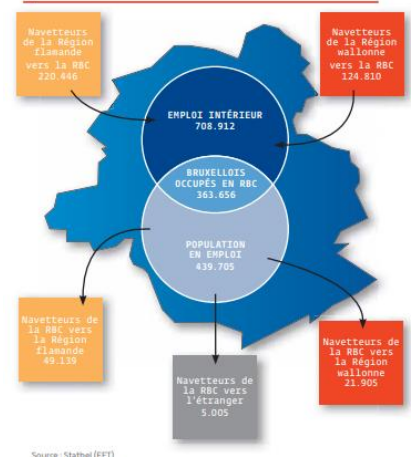 Navetteurs
de la Région
flamande
vers la RBC
220.446
Navetteurs
de la Région
wallonne
vers la RBC
124.810
EMPLOI INTÉRIEUR
708.912
BRUXELLOIS
OCCUPÉS EN RBC
363.656
POPULATION
EN EMPLOI
439.705
Navetteurs de
la RBC vers
la Région
flamande
49.139
Navetteurs de
la RBC vers
l'étranger
5.005
Navetteurs de
la RBC vers
la Région
wallonne
21.905
Source : Statbel (EFT)